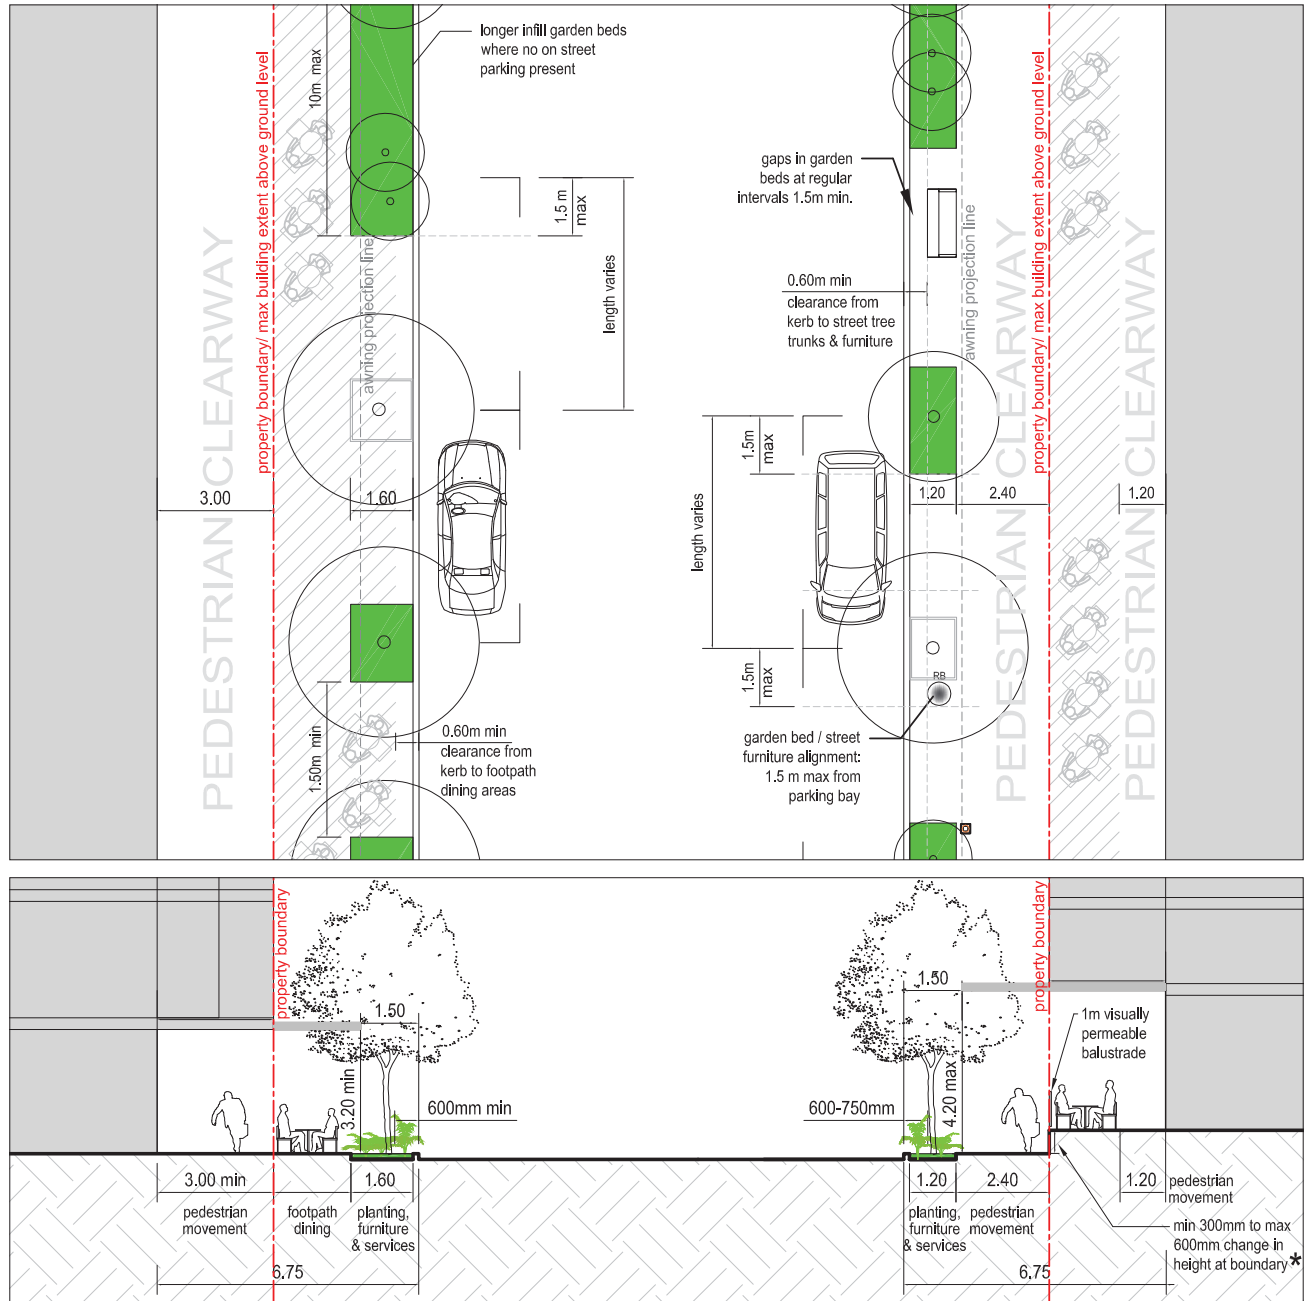 longer infill garden beds
where no on street
parking present
10m max
property boundary/ max building extent above ground level
PEDESTRIAN CLEARWAY
awning projection line
1.5 m
max
length varies
3.00
1.60
1.50m min
0.60m min
clearance from
kerb to footpath
dining areas
gaps in garden
beds at regular
intervals 1.5m min.
0.60m min
clearance from
kerb to street tree
trunks & furniture
awning projection line
PEDESTRIAN CLEARWAY
property boundary/ max building extent above ground level
PEDESTRIAN CLEARWAY
1.5m
max
length varies
1.20
2.40
1.20
1.5m
max
RB
garden bed / street
furniture alignment:
1.5 m max from
parking bay
property boundary
1.50
3.20 min
600mm min
3.00 min
1.60
pedestrian
movement
footpath
dining
planting,
furniture
& services
6.75
property boundary
1.50
4.20 max
600-750mm
1m visually
permeable
balustrade
1.20
2.40
1.20
pedestrian
movement
planting,
furniture
& services
pedestrian
movement
min 300mm to max
600mm change in
height at boundary *
6.75